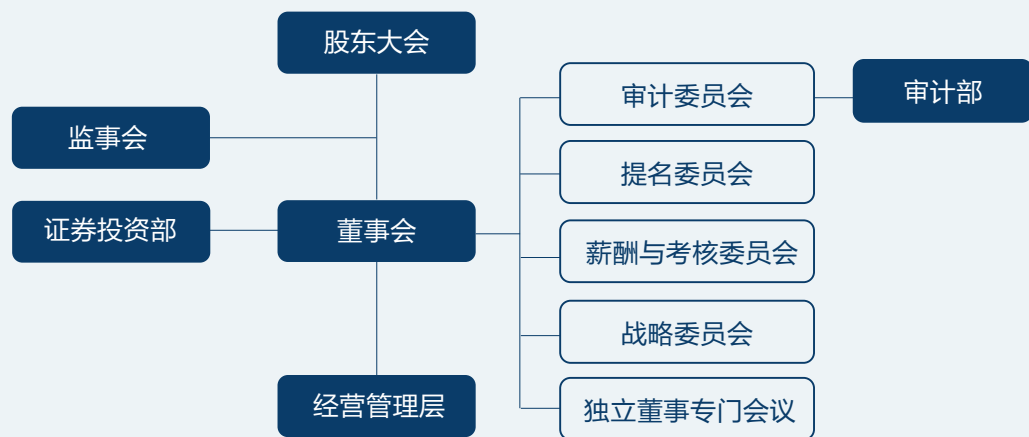 股东大会
监事会
证券投资部
董事会
经营管理层
审计委员会
审计部
提名委员会
薪酬与考核委员会
战略委员会
独立董事专门会议